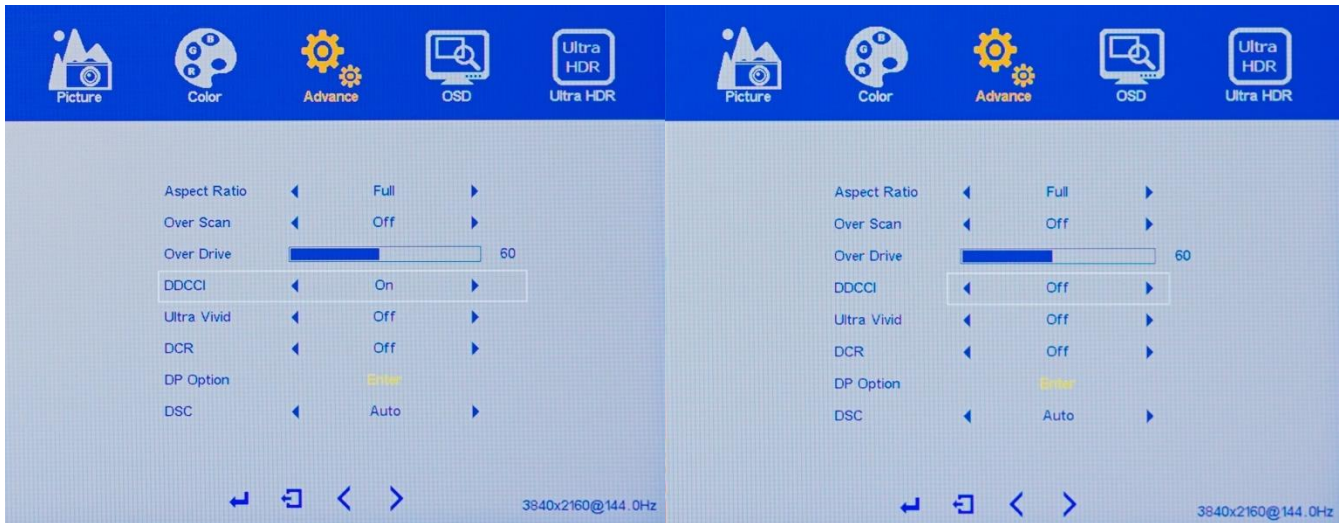 Ultra
HDR
Picture Color Advance OSD Ultra HDR
Aspect Ratio Full
Over Scan Off
Over Drive 60
DDCCI On
Ultra Vivid Off
DCR Off
DP Option Enter
DSC Auto
3840x2160@144.0Hz
Ultra
HDR
Picture Color Advance OSD Ultra HDR
Aspect Ratio Full
Over Scan Off
Over Drive 60
DDCCI Off
Ultra Vivid Off
DCR Off
DP Option Enter
DSC Auto
3840x2160@144.0Hz